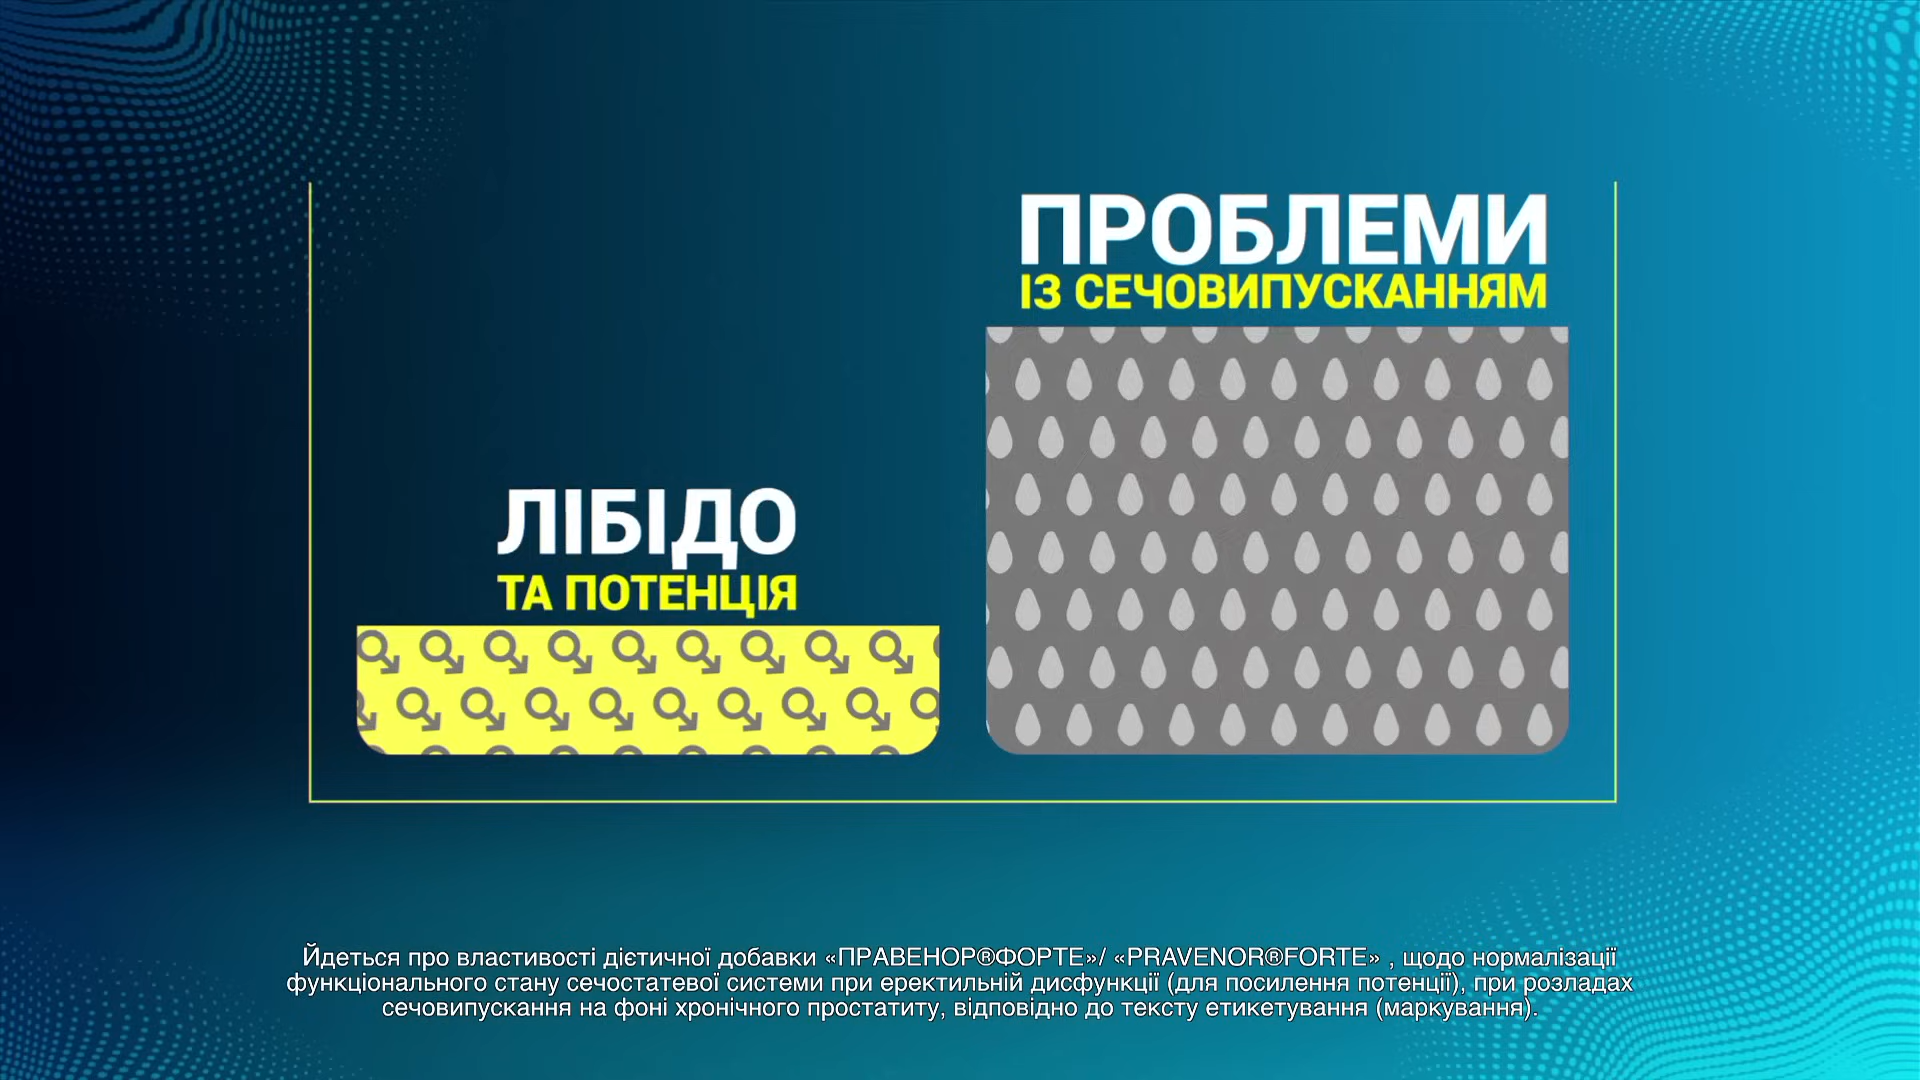 ПРОБЛЕМИ
ІЗ СЕЧОВИПУСКАННЯМ
ЛІБІДО
ТА ПОТЕНЦІЯ
Йдеться про властивості дієтичної добавки «ПРАВЕНОР®ФОРТЕ»/ «PRAVENOR®FORTE» , щодо нормалізації
функціонального стану сечостатевої системи при еректильній дисфункції (для посилення потенції), при розладах
сечовипускання на фоні хронічного простатиту, відповідно до тексту етикетування (маркування).